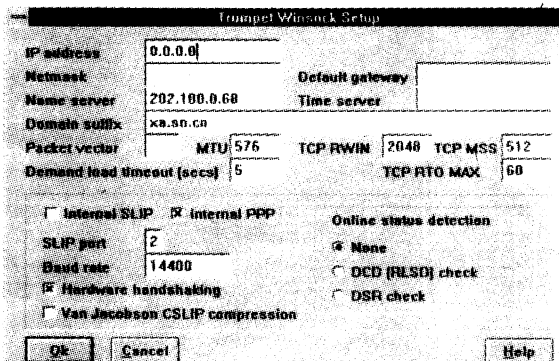 Trumpet Winsock Setup
IP address 0.0.0.0
Netmask Default gateway
Name server 202.100.0.68 Time server
Domain suffix xa.sn.cn
Packet vector MTU 576 TCP RWIN 2048 TCP MSS 512
Demand load timeout (secs) 5 TCP RTO MAX 60
Internal SLIP Internal PPP
Online status detection
SLIP port 2
None
Baud rate 14400
DCD (RLSD) check
Hardware handshaking
DSR check
Van Jacobson CSLIP compression
Ok Cancel Help